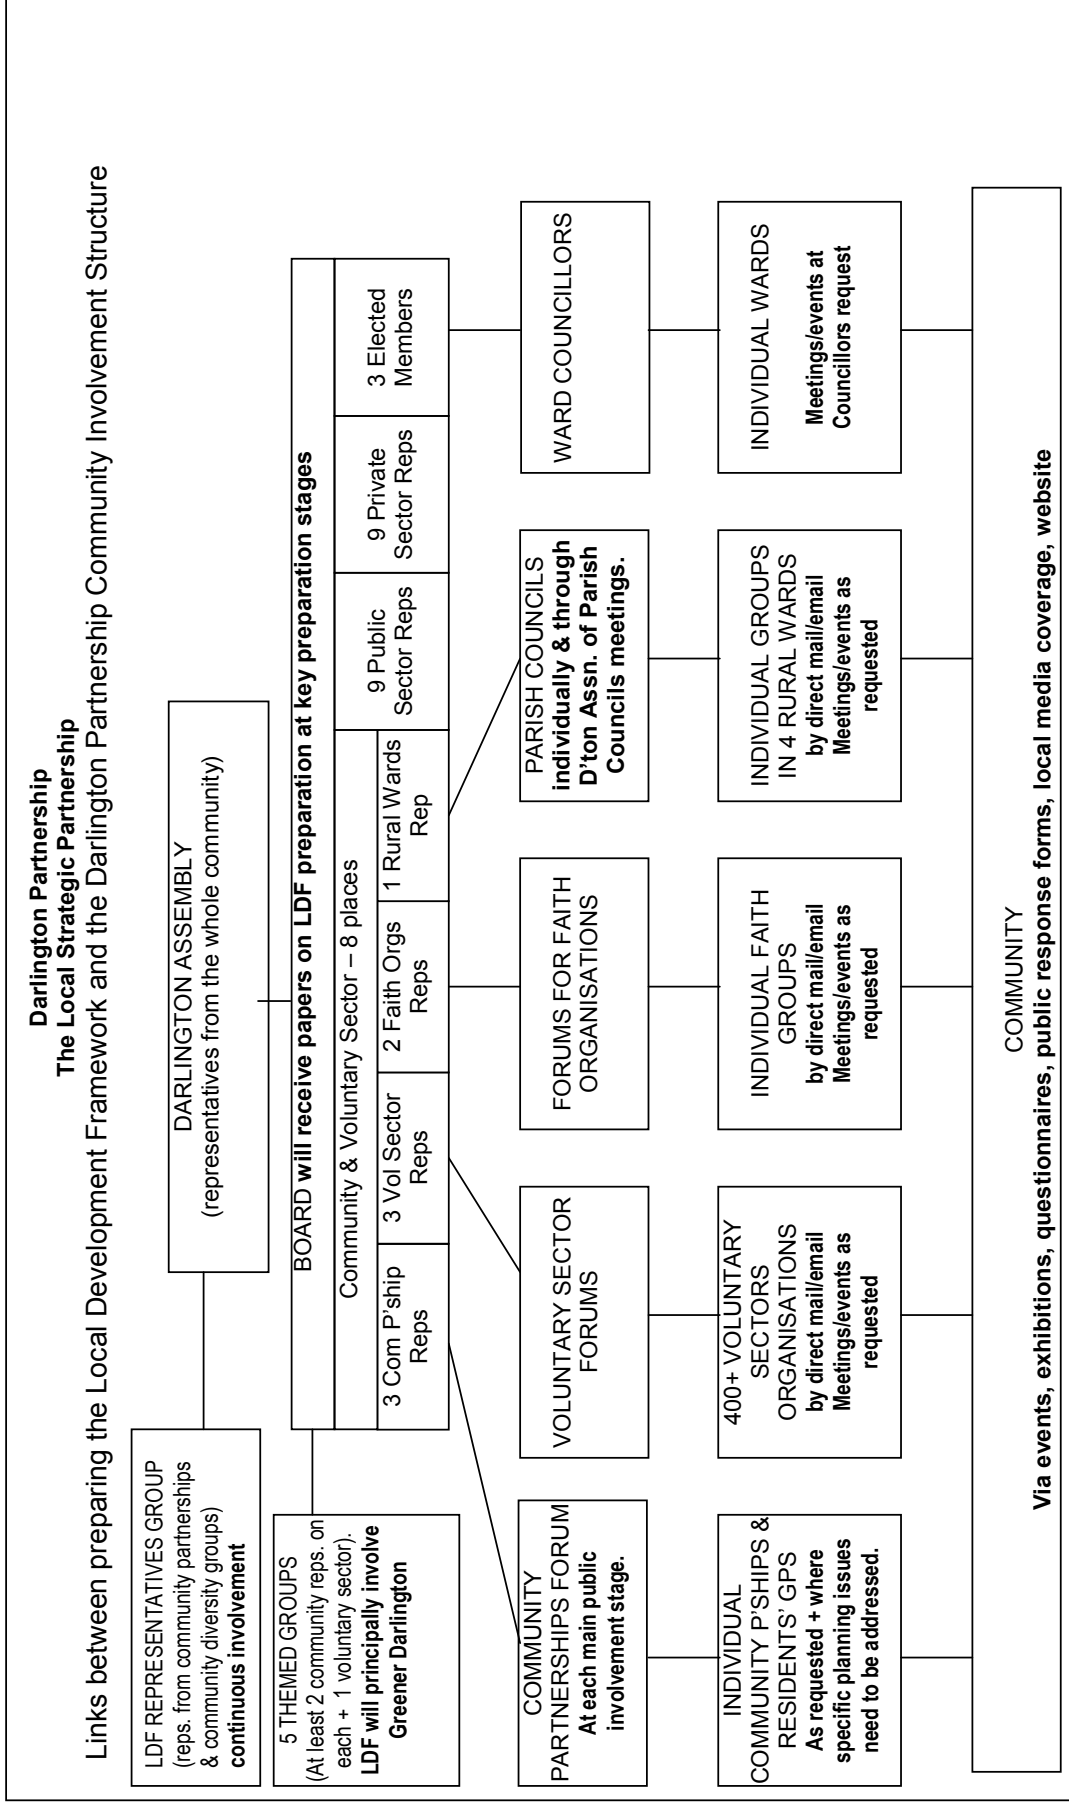 Darlington Partnership
The Local Strategic Partnership
Links between preparing the Local Development Framework and the Darlington Partnership Community Involvement Structure
LDF REPRESENTATIVES GROUP
(reps. from community partnerships
& community diversity groups)
continuous involvement
DARLINGTON ASSEMBLY
(representatives from the whole community)
5 THEMED GROUPS
(At least 2 community reps. on
each + 1 voluntary sector).
LDF will principally involve
Greener Darlington
BOARD will receive papers on LDF preparation at key preparation stages
Community & Voluntary Sector – 8 places
3 Com P'ship
Reps
3 Vol Sector
Reps
2 Faith Orgs
Reps
1 Rural Wards
Rep
9 Public
Sector Reps
9 Private
Sector Reps
3 Elected
Members
COMMUNITY
PARTNERSHIPS FORUM
At each main public
involvement stage.
VOLUNTARY SECTOR
FORUMS
FORUMS FOR FAITH
ORGANISATIONS
PARISH COUNCILS
individually & through
D'ton Assn. of Parish
Councils meetings.
WARD COUNCILLORS
INDIVIDUAL
COMMUNITY P'SHIPS &
RESIDENTS' GPS
As requested + where
specific planning issues
need to be addressed.
400+ VOLUNTARY
SECTORS
ORGANISATIONS
by direct mail/email
Meetings/events as
requested
INDIVIDUAL FAITH
GROUPS
by direct mail/email
Meetings/events as
requested
INDIVIDUAL GROUPS
IN 4 RURAL WARDS
by direct mail/email
Meetings/events as
requested
INDIVIDUAL WARDS
Meetings/events at
Councillors request
COMMUNITY
Via events, exhibitions, questionnaires, public response forms, local media coverage, website